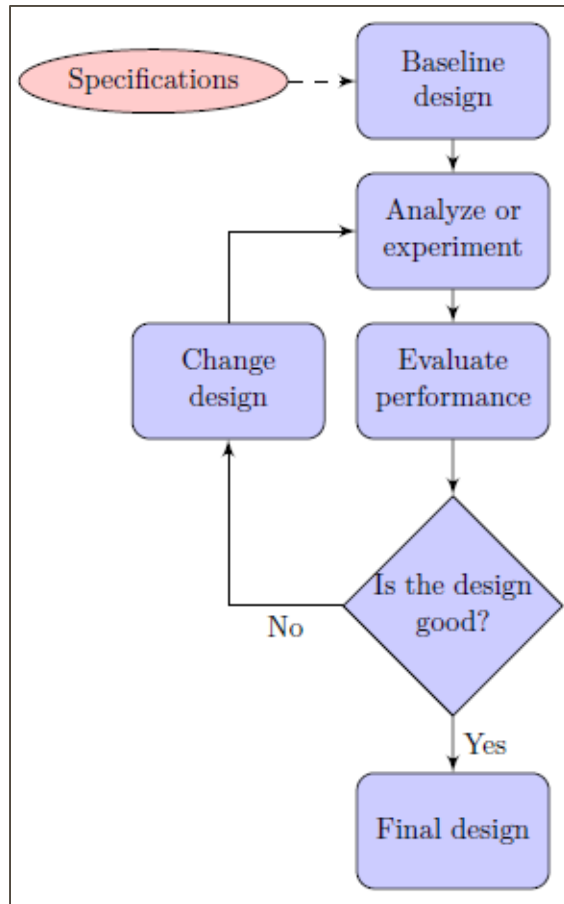 Specifications
Baseline
design
Analyze or
experiment
Change
design
Evaluate
performance
Is the design
good?
No
Yes
Final design